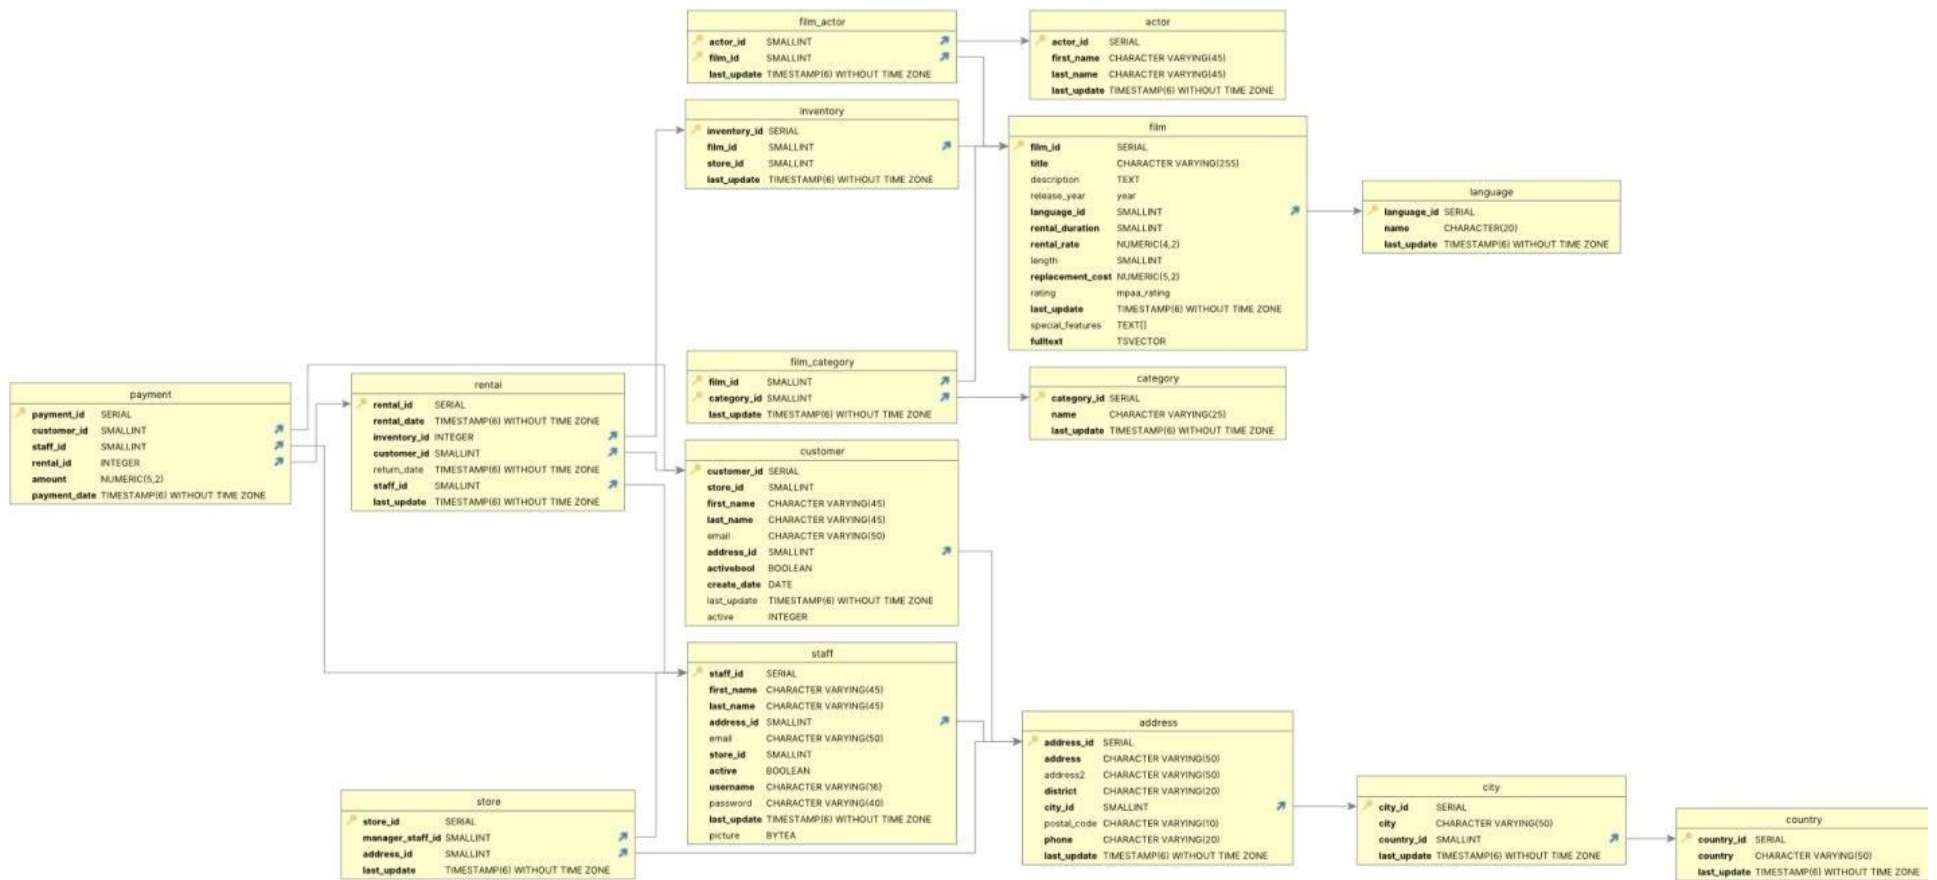 film_actor
actor_id SMALLINT
film_id SMALLINT
last_update TIMESTAMP(6) WITHOUT TIME ZONE
actor
actor_id SERIAL
first_name CHARACTER VARYING(45)
last_name CHARACTER VARYING(45)
last_update TIMESTAMP(6) WITHOUT TIME ZONE
inventory
inventory_id SERIAL
film_id SMALLINT
store_id SMALLINT
last_update TIMESTAMP(6) WITHOUT TIME ZONE
film
film_id SERIAL
title CHARACTER VARYING(255)
description TEXT
release_year year
language_id SMALLINT
rental_duration SMALLINT
rental_rate NUMERIC(4,2)
length SMALLINT
replacement_cost NUMERIC(5,2)
rating mpaa_rating
last_update TIMESTAMP(6) WITHOUT TIME ZONE
special_features TEXT[]
fulltext TSVECTOR
language
language_id SERIAL
name CHARACTER(20)
last_update TIMESTAMP(6) WITHOUT TIME ZONE
film_category
film_id SMALLINT
category_id SMALLINT
last_update TIMESTAMP(6) WITHOUT TIME ZONE
category
category_id SERIAL
name CHARACTER VARYING(25)
last_update TIMESTAMP(6) WITHOUT TIME ZONE
payment
payment_id SERIAL
customer_id SMALLINT
staff_id SMALLINT
rental_id INTEGER
amount NUMERIC(5,2)
payment_date TIMESTAMP(6) WITHOUT TIME ZONE
rental
rental_id SERIAL
rental_date TIMESTAMP(6) WITHOUT TIME ZONE
inventory_id INTEGER
customer_id SMALLINT
return_date TIMESTAMP(6) WITHOUT TIME ZONE
staff_id SMALLINT
last_update TIMESTAMP(6) WITHOUT TIME ZONE
customer
customer_id SERIAL
store_id SMALLINT
first_name CHARACTER VARYING(45)
last_name CHARACTER VARYING(45)
email CHARACTER VARYING(50)
address_id SMALLINT
activebool BOOLEAN
create_date DATE
last_update TIMESTAMP(6) WITHOUT TIME ZONE
active INTEGER
staff
staff_id SERIAL
first_name CHARACTER VARYING(45)
last_name CHARACTER VARYING(45)
address_id SMALLINT
email CHARACTER VARYING(50)
store_id SMALLINT
active BOOLEAN
username CHARACTER VARYING(16)
password CHARACTER VARYING(40)
last_update TIMESTAMP(6) WITHOUT TIME ZONE
picture BYTEA
store
store_id SERIAL
manager_staff_id SMALLINT
address_id SMALLINT
last_update TIMESTAMP(6) WITHOUT TIME ZONE
address
address_id SERIAL
address CHARACTER VARYING(50)
address2 CHARACTER VARYING(50)
district CHARACTER VARYING(20)
city_id SMALLINT
postal_code CHARACTER VARYING(10)
phone CHARACTER VARYING(20)
last_update TIMESTAMP(6) WITHOUT TIME ZONE
city
city_id SERIAL
city CHARACTER VARYING(50)
country_id SMALLINT
last_update TIMESTAMP(6) WITHOUT TIME ZONE
country
country_id SERIAL
country CHARACTER VARYING(50)
last_update TIMESTAMP(6) WITHOUT TIME ZONE